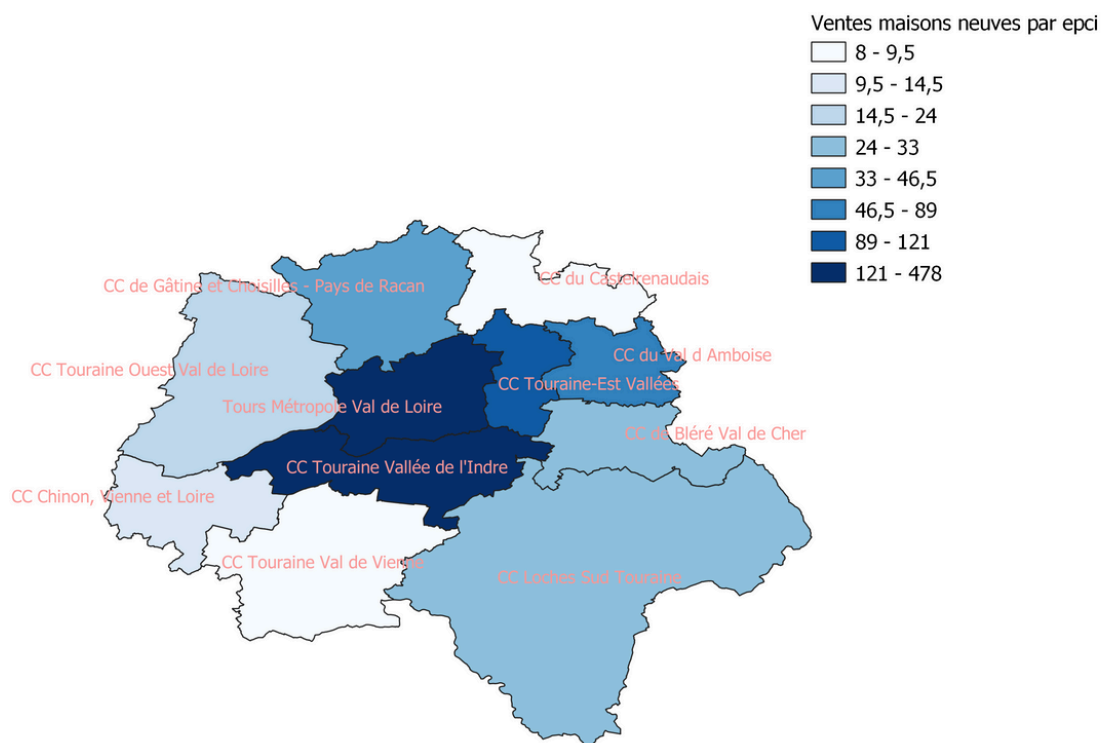 Ventes maisons neuves par epci
8 - 9,5
9,5 - 14,5
14,5 - 24
24 - 33
33 - 46,5
46,5 - 89
89 - 121
121 - 478
CC du Castelrenaudais
CC de Gâtine et Choisilles - Pays de Racan
CC du Val d Amboise
CC Touraine Ouest Val de Loire
CC Touraine-Est Vallées
Tours Métropole Val de Loire
CC de Bléré Val de Cher
CC Touraine Vallée de l'Indre
CC Chinon, Vienne et Loire
CC Touraine Val de Vienne
CC Loches Sud Touraine